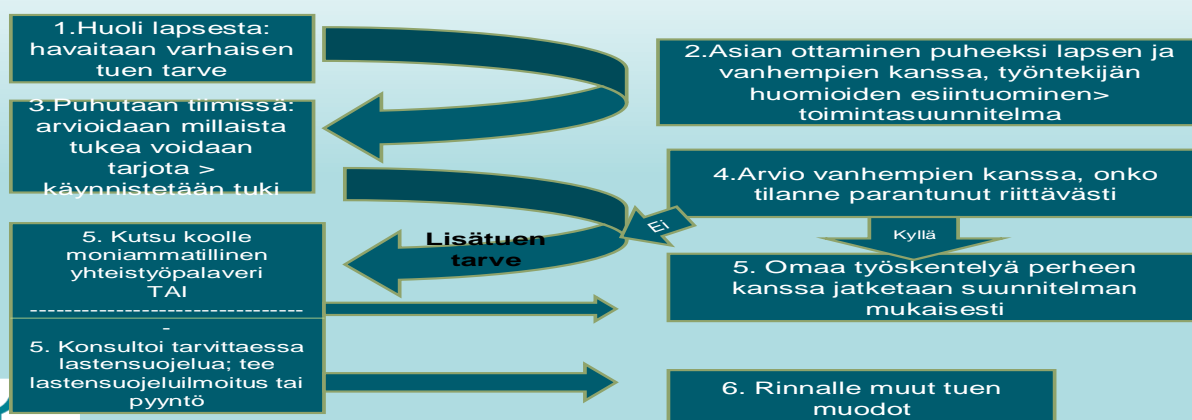 1.Huoli lapsesta:
havaitaan varhaisen
tuen tarve
2.Asian ottaminen puheeksi lapsen ja
vanhempien kanssa, työntekijän
huomioiden esiintuominen>
toimintasuunnitelma
3.Puhutaan tiimissä:
arvioidaan millaista
tukea voidaan
tarjota >
käynnistetään tuki
4.Arvio vanhempien kanssa, onko
tilanne parantunut riittävästi
Ei
Kyllä
Lisätuen
tarve
5. Kutsu koolle
moniammatillinen
yhteistyöpalaveri
TAI
--------------------------------
-
5. Konsultoi tarvittaessa
lastensuojelua; tee
lastensuojeluilmoitus tai
pyyntö
5. Omaa työskentelyä perheen
kanssa jatketaan suunnitelman
mukaisesti
6. Rinnalle muut tuen
muodot